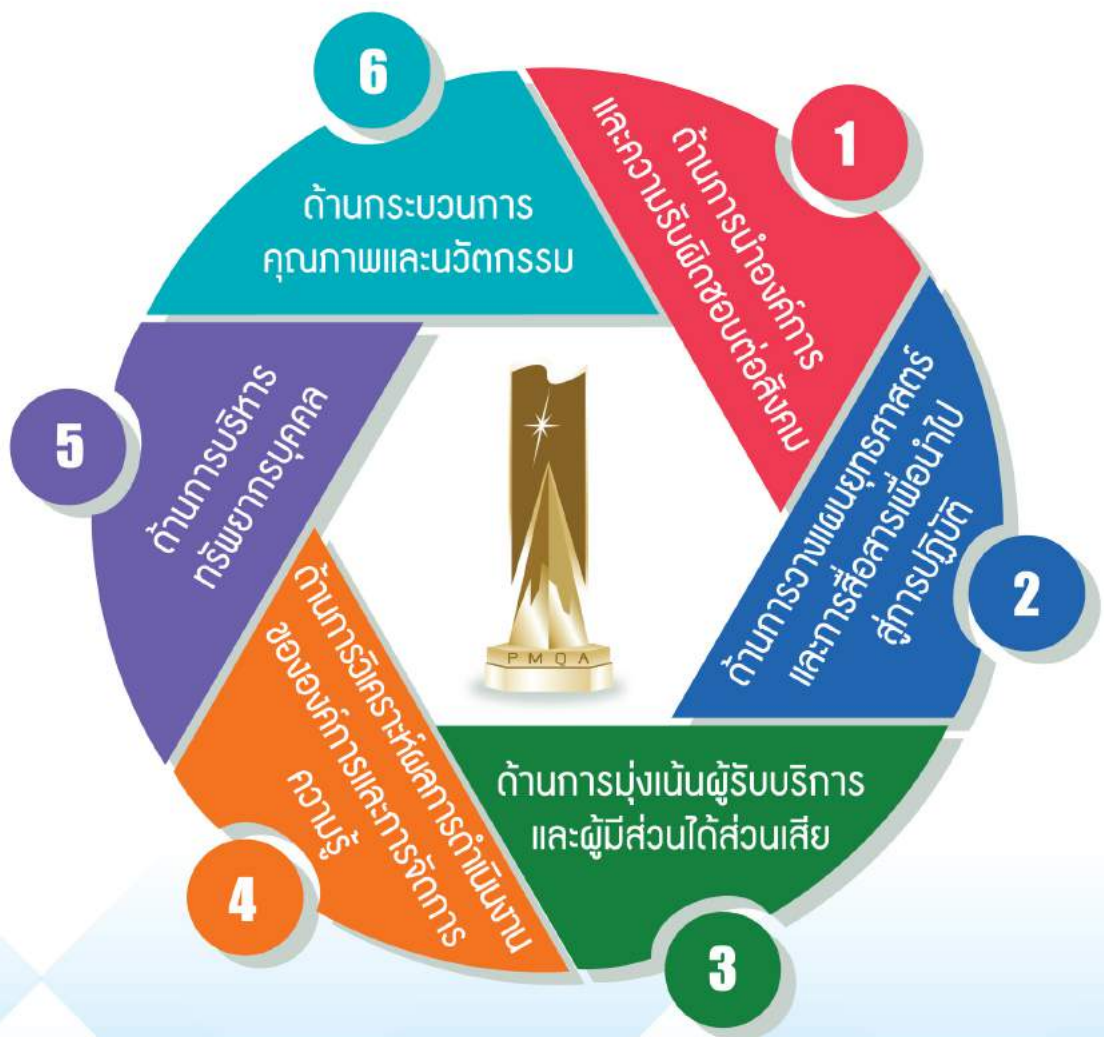 1
ด้านการนำองค์การ
และความรับผิดชอบต่อสังคม
2
ด้านการวางแผนยุทธศาสตร์
และการสื่อสารเพื่อนำไป
สู่การปฏิบัติ
3
ด้านการมุ่งเน้นผู้รับบริการ
และผู้มีส่วนได้ส่วนเสีย
4
ด้านการวิเคราะห์ผลการดำเนินงาน
ขององค์การและการจัดการ
ความรู้
5
ด้านการบริหาร
ทรัพยากรบุคคล
6
ด้านกระบวนการ
คุณภาพและนวัตกรรม
PMQA